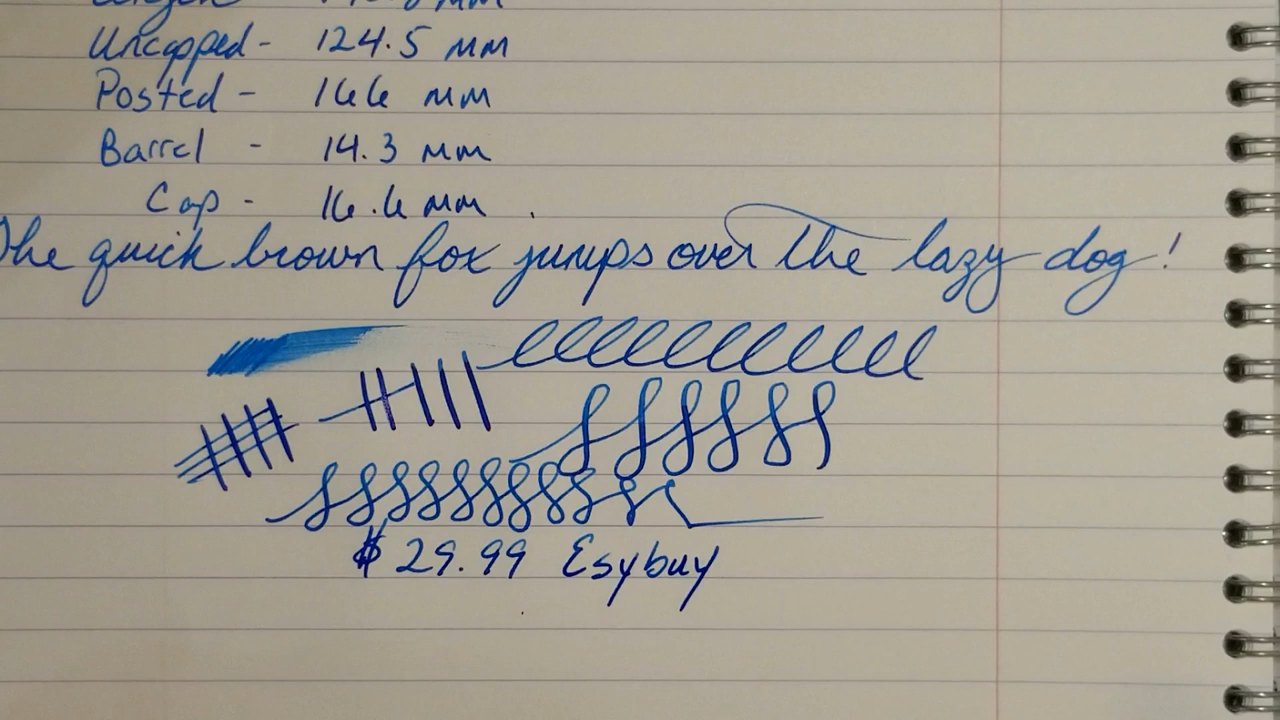 Uncapped - 124.5 mm
Posted - 166 mm
Barrel - 14.3 mm
Cap - 16.6 mm.
The quick brown fox jumps over the lazy dog!
$ 29.99 Esybuy